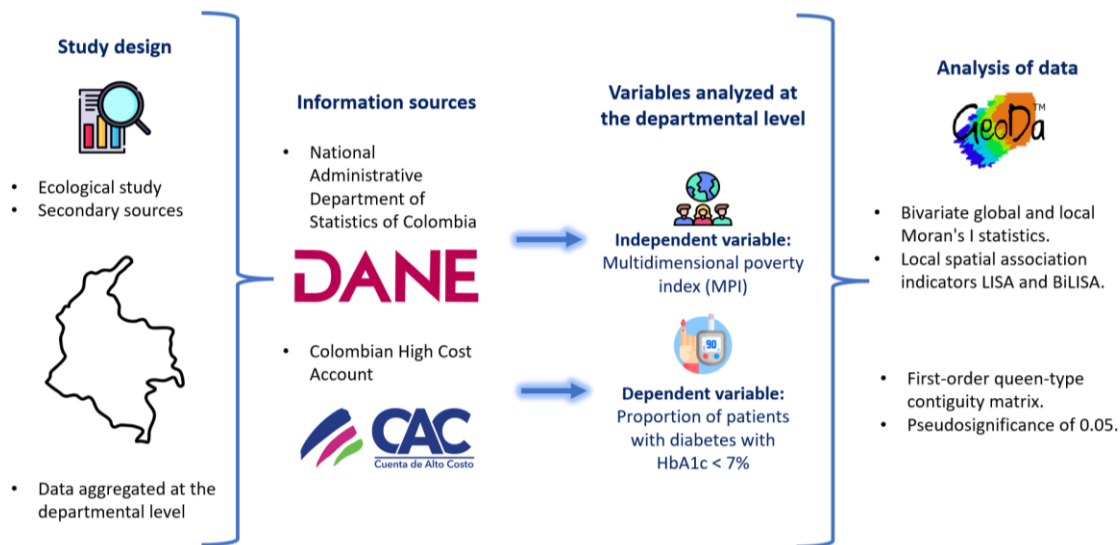 Study design
• Ecological study
• Secondary sources
• Data aggregated at the
departmental level
Information sources
• National
Administrative
Department of
Statistics of Colombia
DANE
• Colombian High Cost
Account
CAC
Cuenta de Alto Costo
Variables analyzed at
the departmental level
Independent variable:
Multidimensional poverty
index (MPI)
90
Dependent variable:
Proportion of patients
with diabetes with
HbA1c < 7%
Analysis of data
GeoDa™
• Bivariate global and local
Moran's I statistics.
• Local spatial association
indicators LISA and BiLISA.
• First-order queen-type
contiguity matrix.
• Pseudosignificance of 0.05.